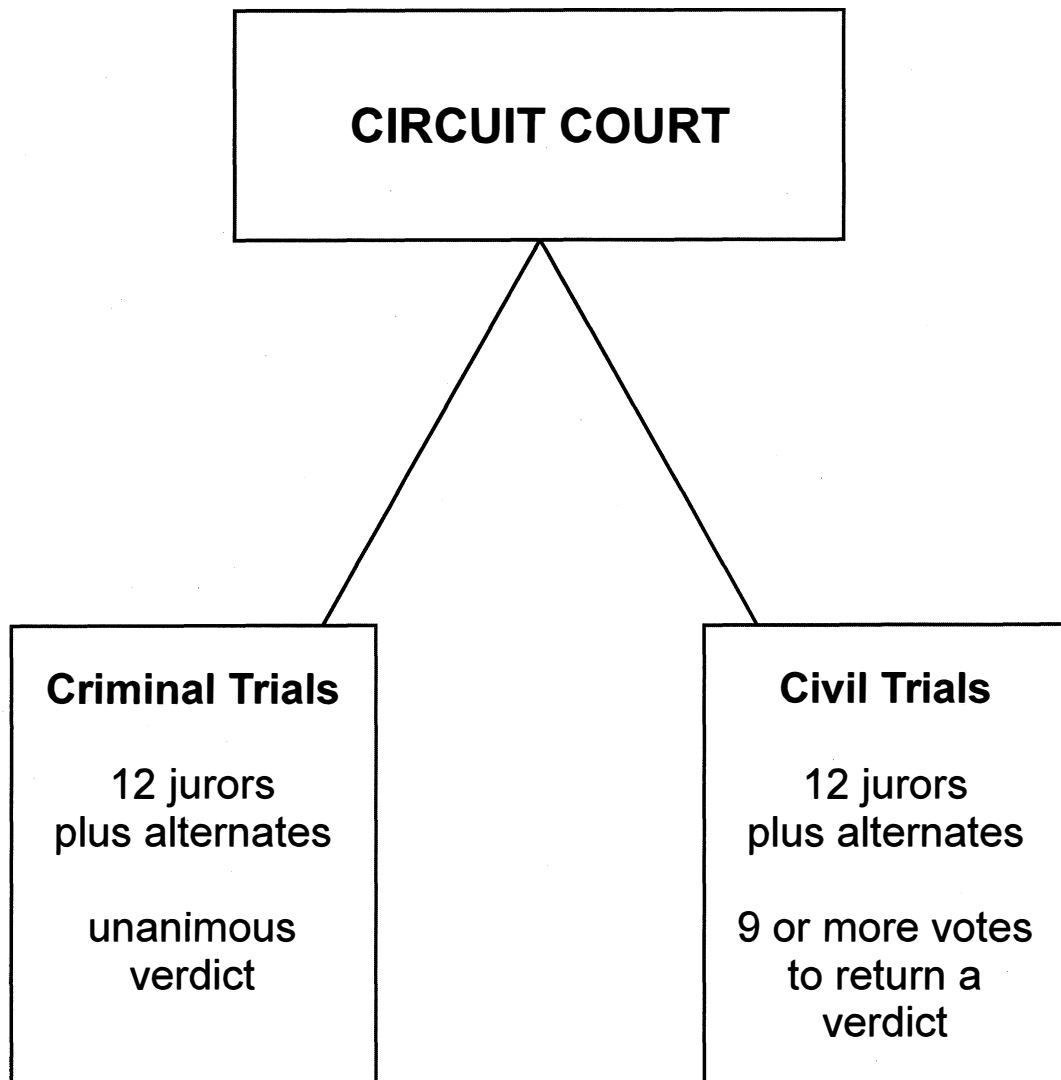 CIRCUIT COURT
Criminal Trials
12 jurors
plus alternates
unanimous
verdict
Civil Trials
12 jurors
plus alternates
9 or more votes
to return a
verdict